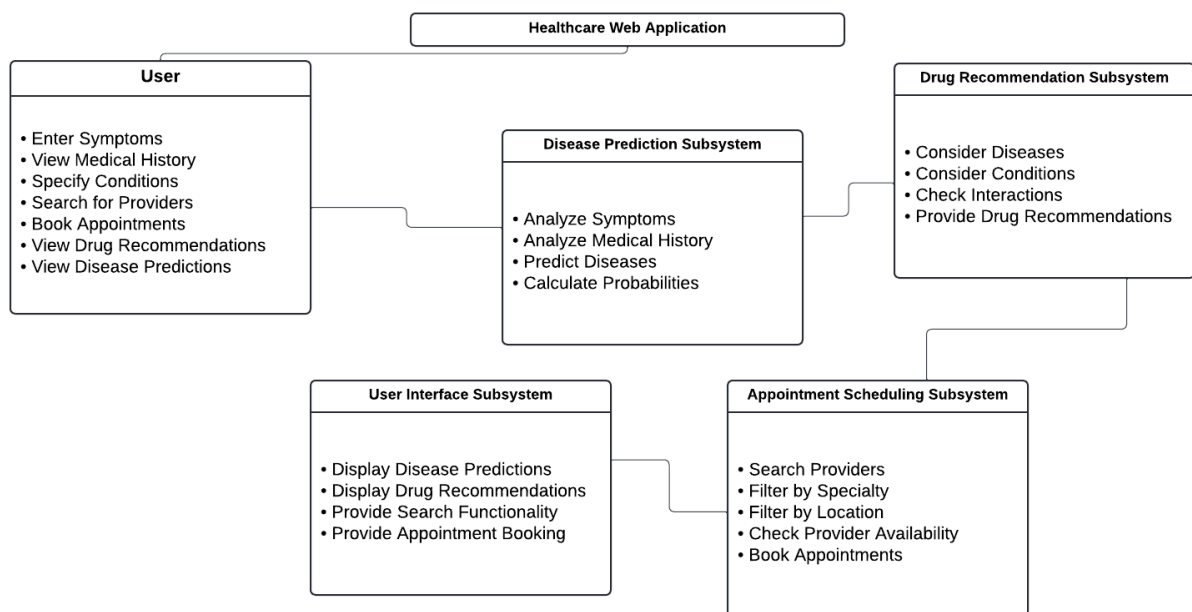 Healthcare Web Application
User
• Enter Symptoms
• View Medical History
• Specify Conditions
• Search for Providers
• Book Appointments
• View Drug Recommendations
• View Disease Predictions
Disease Prediction Subsystem
• Analyze Symptoms
• Analyze Medical History
• Predict Diseases
• Calculate Probabilities
Drug Recommendation Subsystem
• Consider Diseases
• Consider Conditions
• Check Interactions
• Provide Drug Recommendations
User Interface Subsystem
• Display Disease Predictions
• Display Drug Recommendations
• Provide Search Functionality
• Provide Appointment Booking
Appointment Scheduling Subsystem
• Search Providers
• Filter by Specialty
• Filter by Location
• Check Provider Availability
• Book Appointments